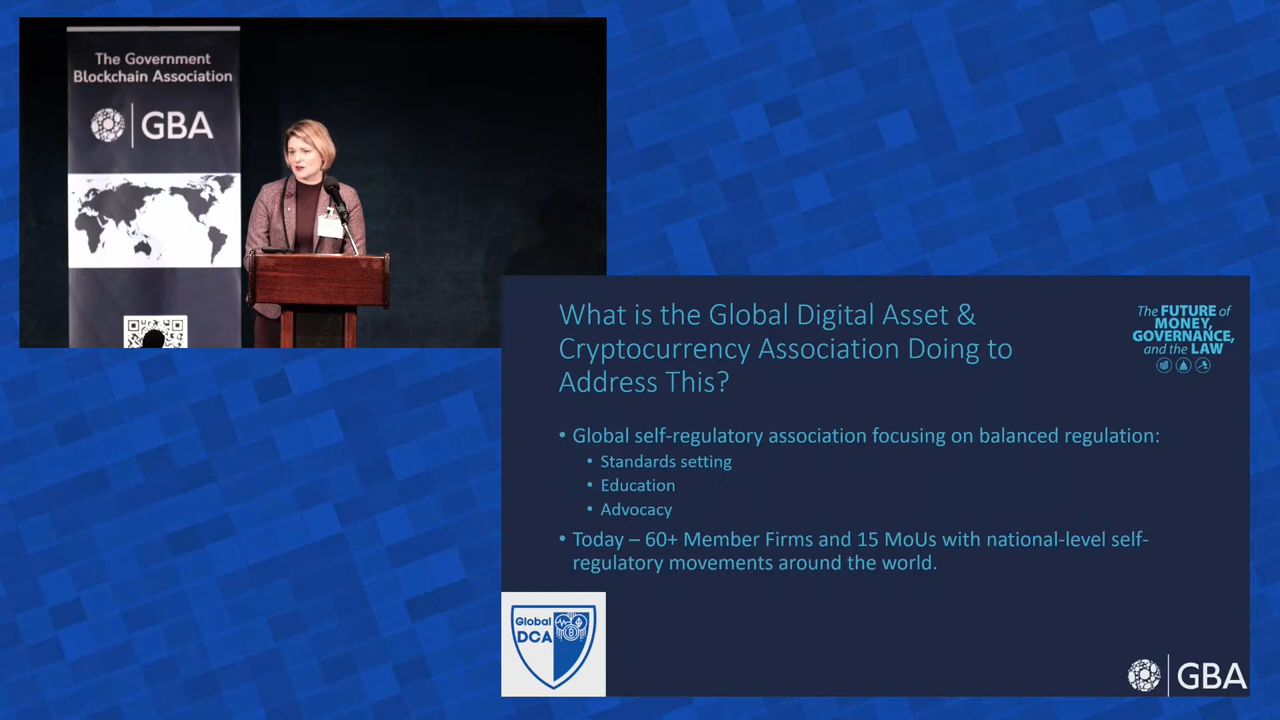 The Government
Blockchain Association
GBA
What is the Global Digital Asset &
Cryptocurrency Association Doing to
Address This?
The FUTURE of
MONEY,
GOVERNANCE,
and the LAW
• Global self-regulatory association focusing on balanced regulation:
• Standards setting
• Education
• Advocacy
• Today – 60+ Member Firms and 15 MoUs with national-level self-
regulatory movements around the world.
Global
DCA
GBA